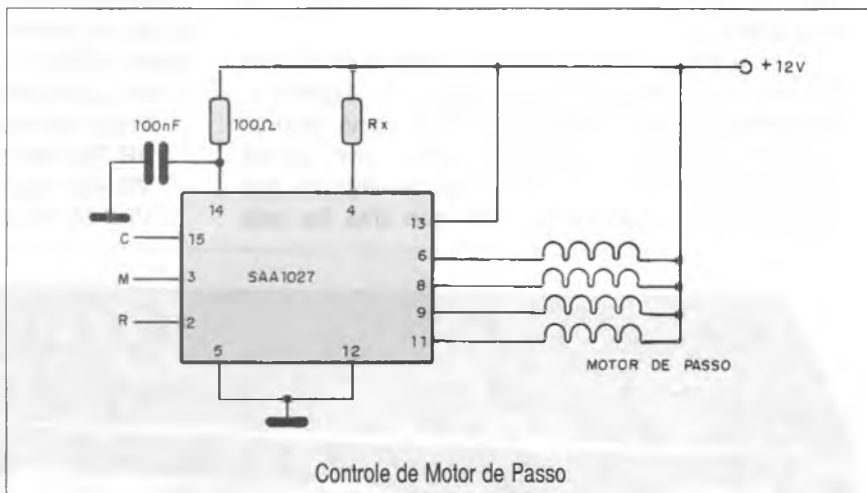 +12V
100nF
100Ω
Rx
14
4
13
C
15
6
M
3
SAA1027
8
R
2
9
11
5
12
MOTOR DE PASSO
Controle de Motor de Passo